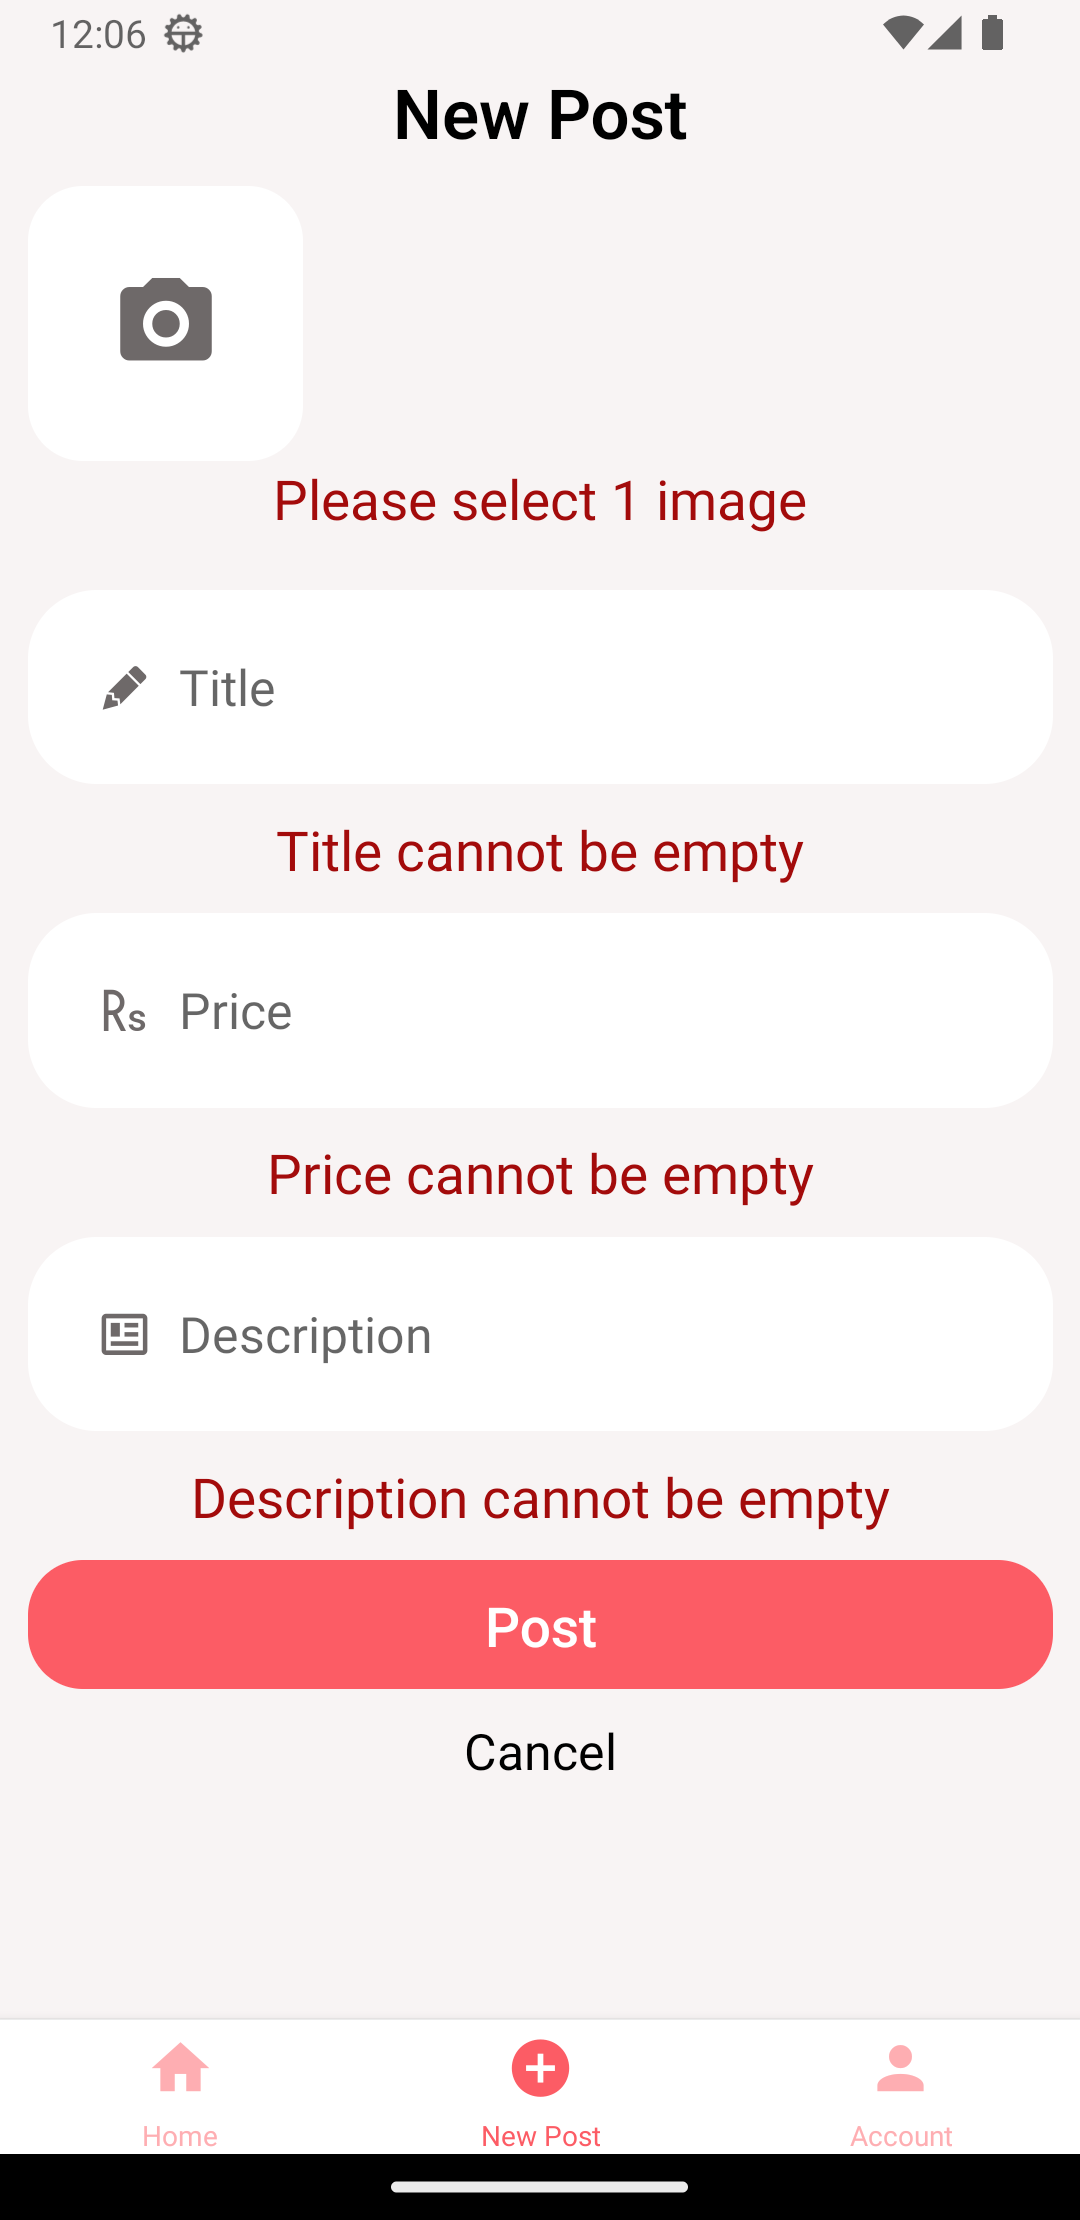 12:06
New Post
Please select 1 image
Title
Title cannot be empty
Rs Price
Price cannot be empty
Description
Description cannot be empty
Post
Cancel
Home New Post Account